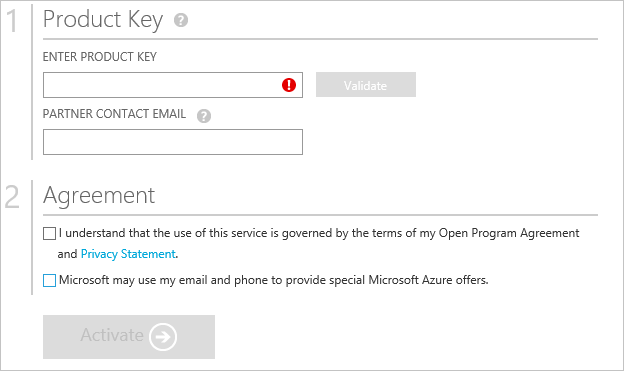 1 Product Key ?
ENTER PRODUCT KEY
! Validate
PARTNER CONTACT EMAIL ?
2 Agreement
I understand that the use of this service is governed by the terms of my Open Program Agreement
and Privacy Statement.
Microsoft may use my email and phone to provide special Microsoft Azure offers.
Activate